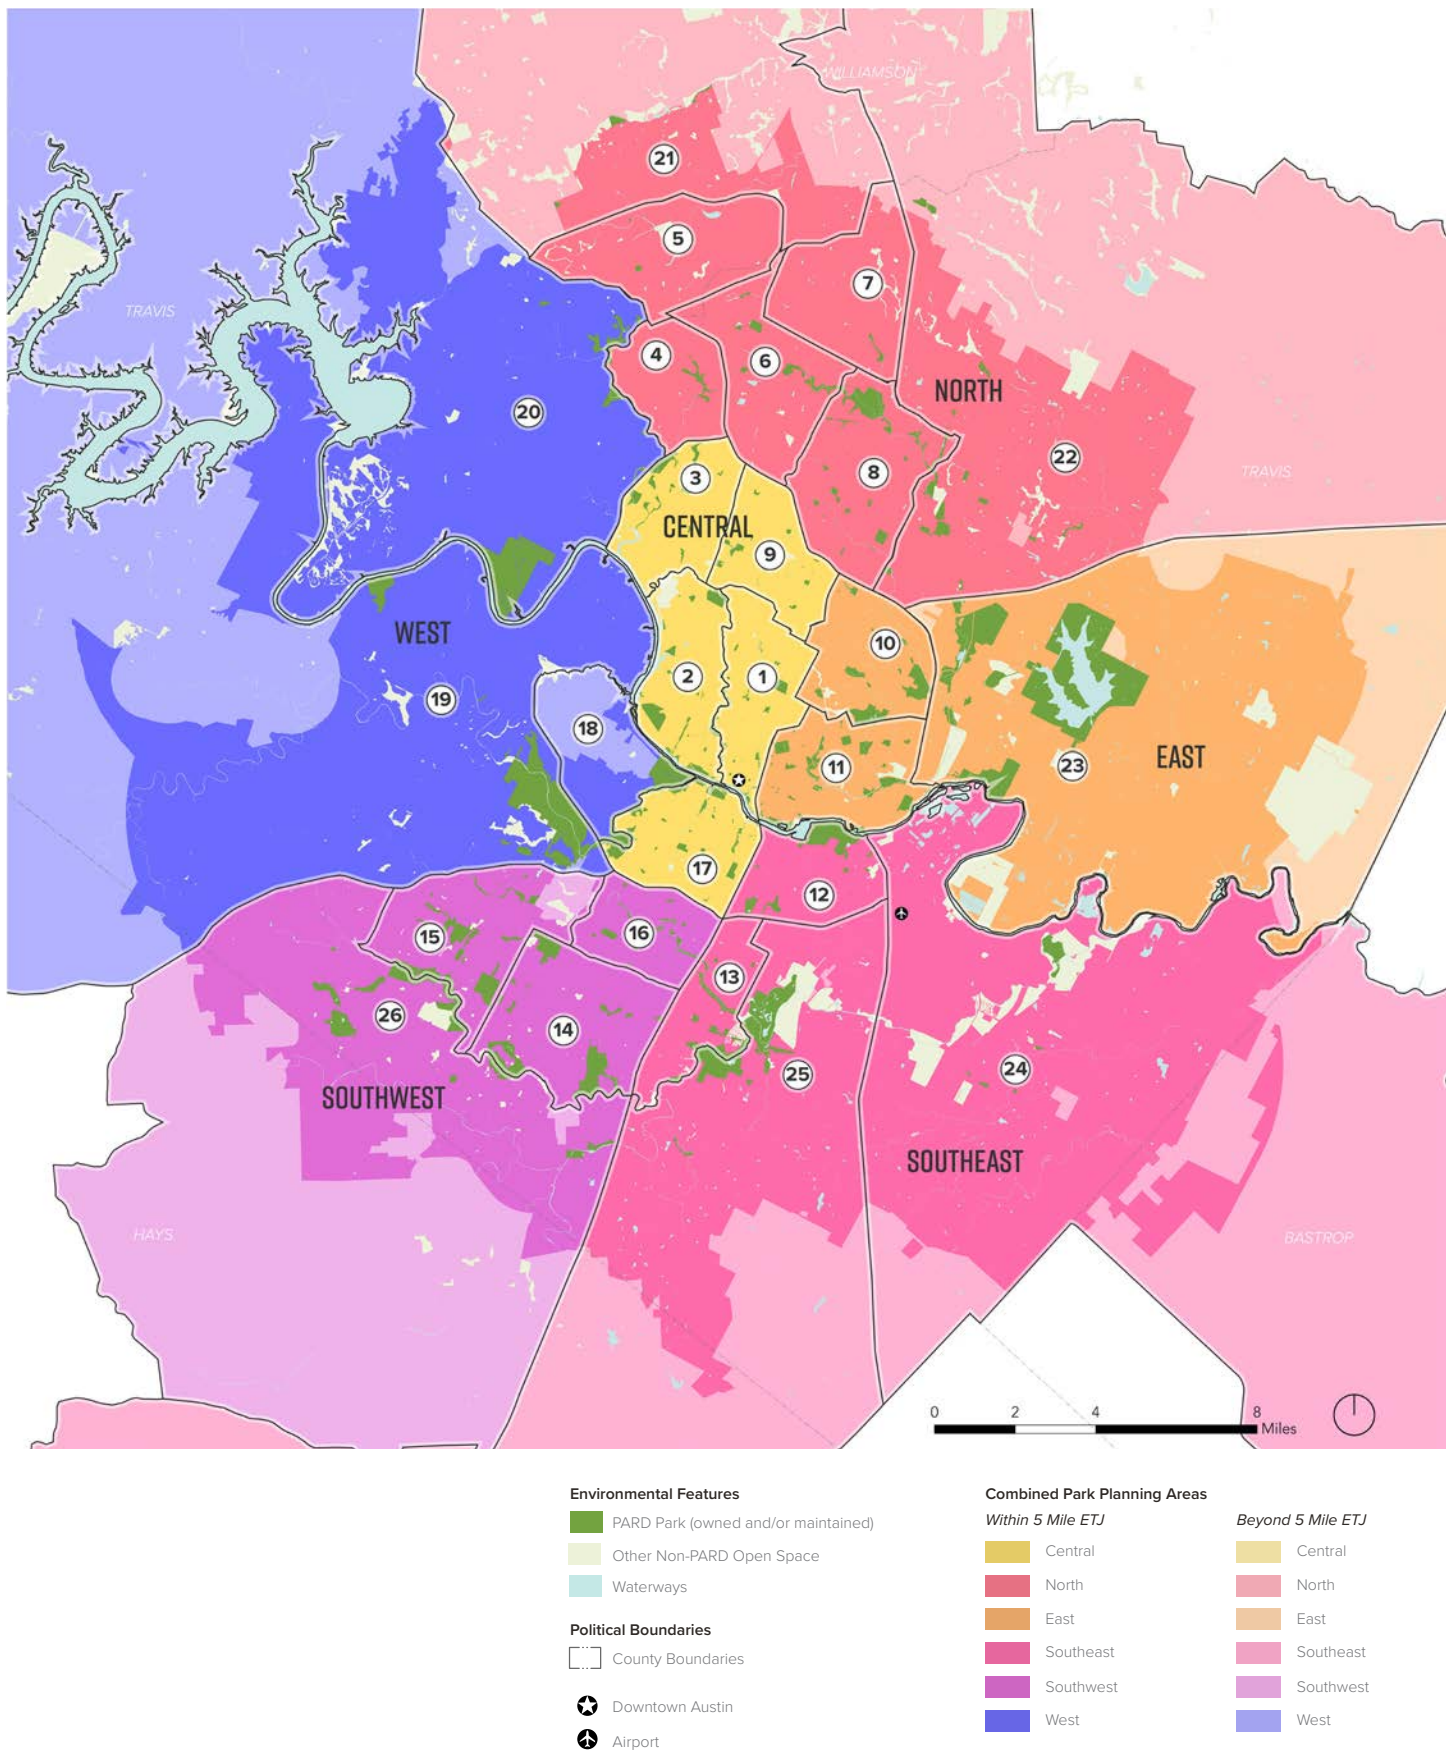 WILLIAMSON
21
5
7
TRAVIS
4
6
NORTH
20
22
8
TRAVIS
3
CENTRAL
9
WEST
10
2
1
19
18
EAST
11
23
17
12
15
16
13
26
14
25
24
SOUTHWEST
SOUTHEAST
HAYS
BASTROP
0 2 4 8
Miles
Environmental Features
PARD Park (owned and/or maintained)
Other Non-PARD Open Space
Waterways
Political Boundaries
County Boundaries
Downtown Austin
Airport
Combined Park Planning Areas
Within 5 Mile ETJ
Central
North
East
Southeast
Southwest
West
Beyond 5 Mile ETJ
Central
North
East
Southeast
Southwest
West